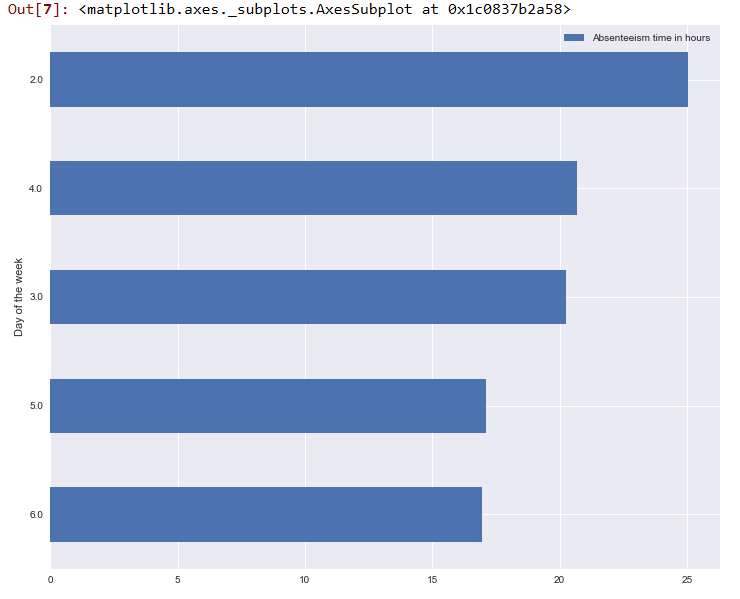 Out[7]: <matplotlib.axes._subplots.AxesSubplot at 0x1c0837b2a58>
Absenteeism time in hours
2.0
4.0
3.0
5.0
6.0
Day of the week
0 5 10 15 20 25